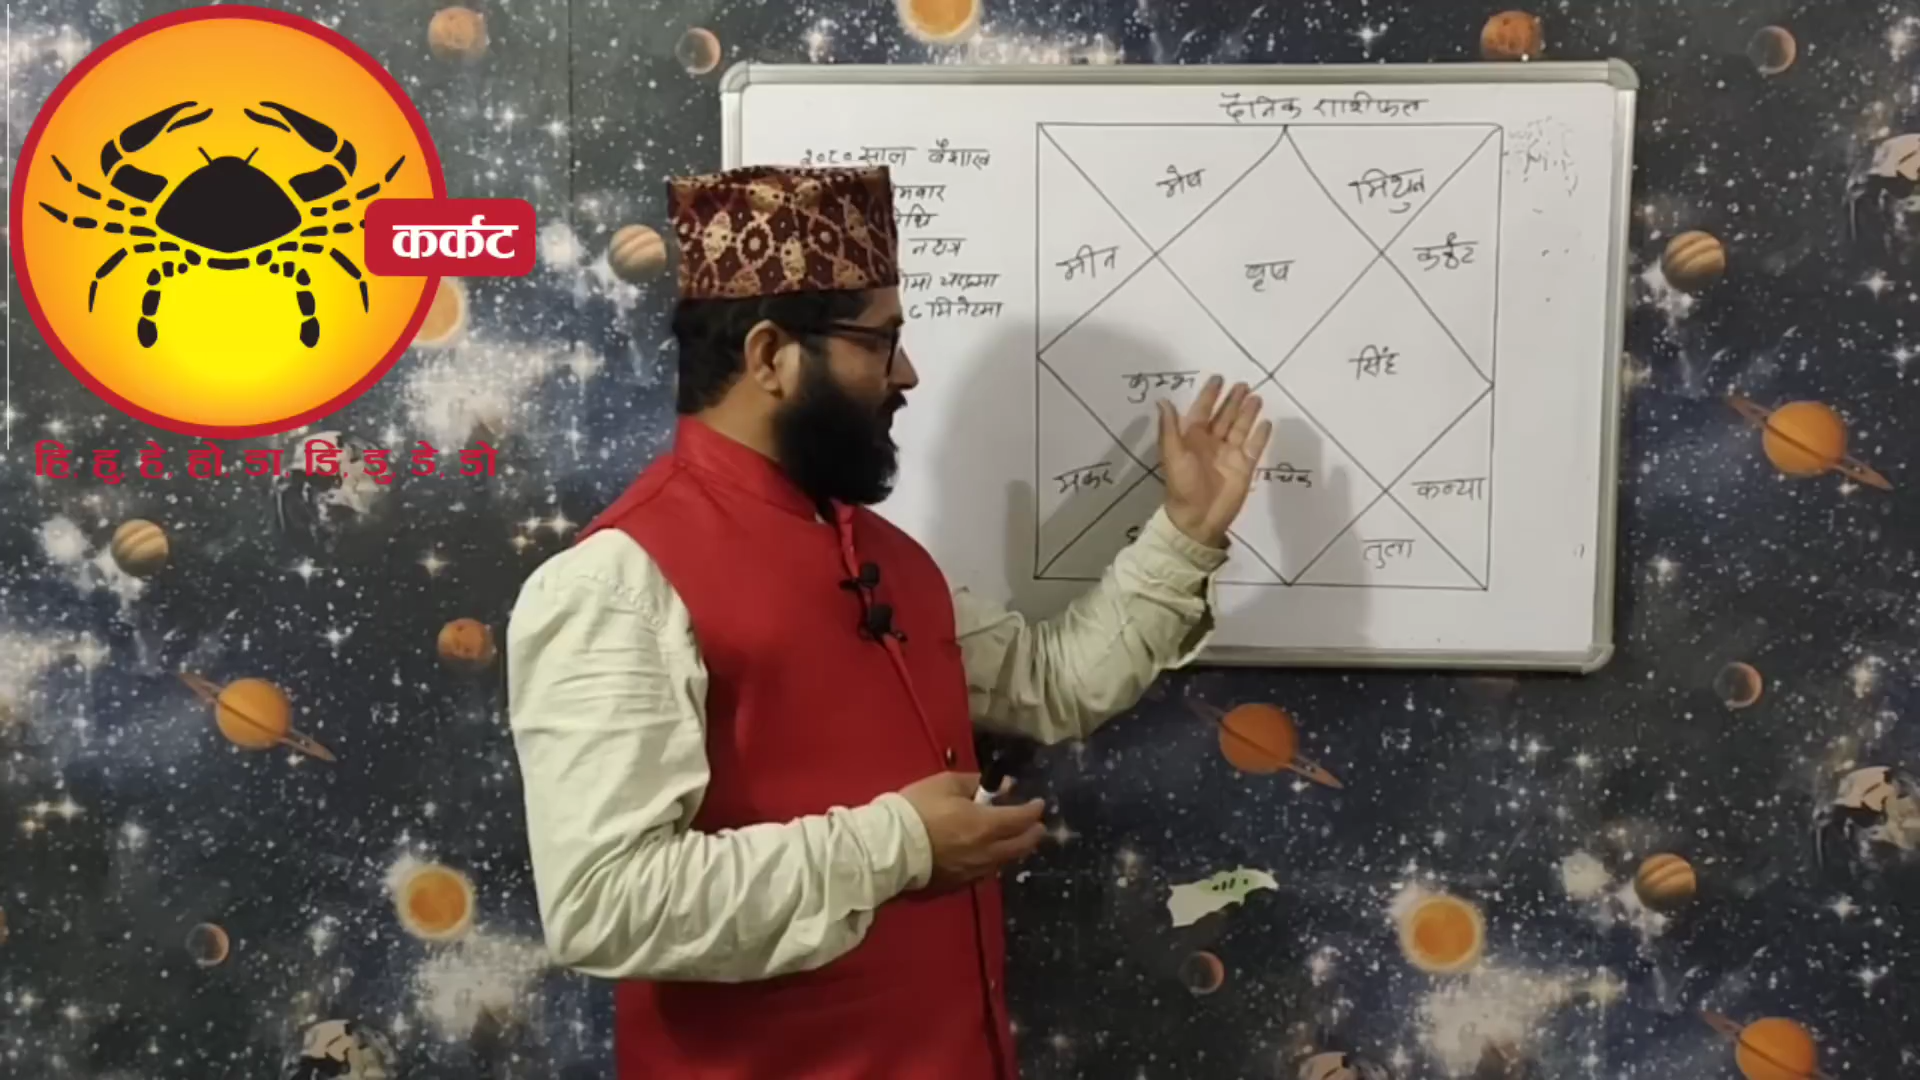 कर्कट
हि. हू. हे. हो. डा. डि. डू. डे. डो
दैनिक राशीफल
२०८० साल वैशाख
मेष
मिथुन
मीन
वृष
कर्कट
कुम्भ
सिंह
मकर
कन्या
तुला